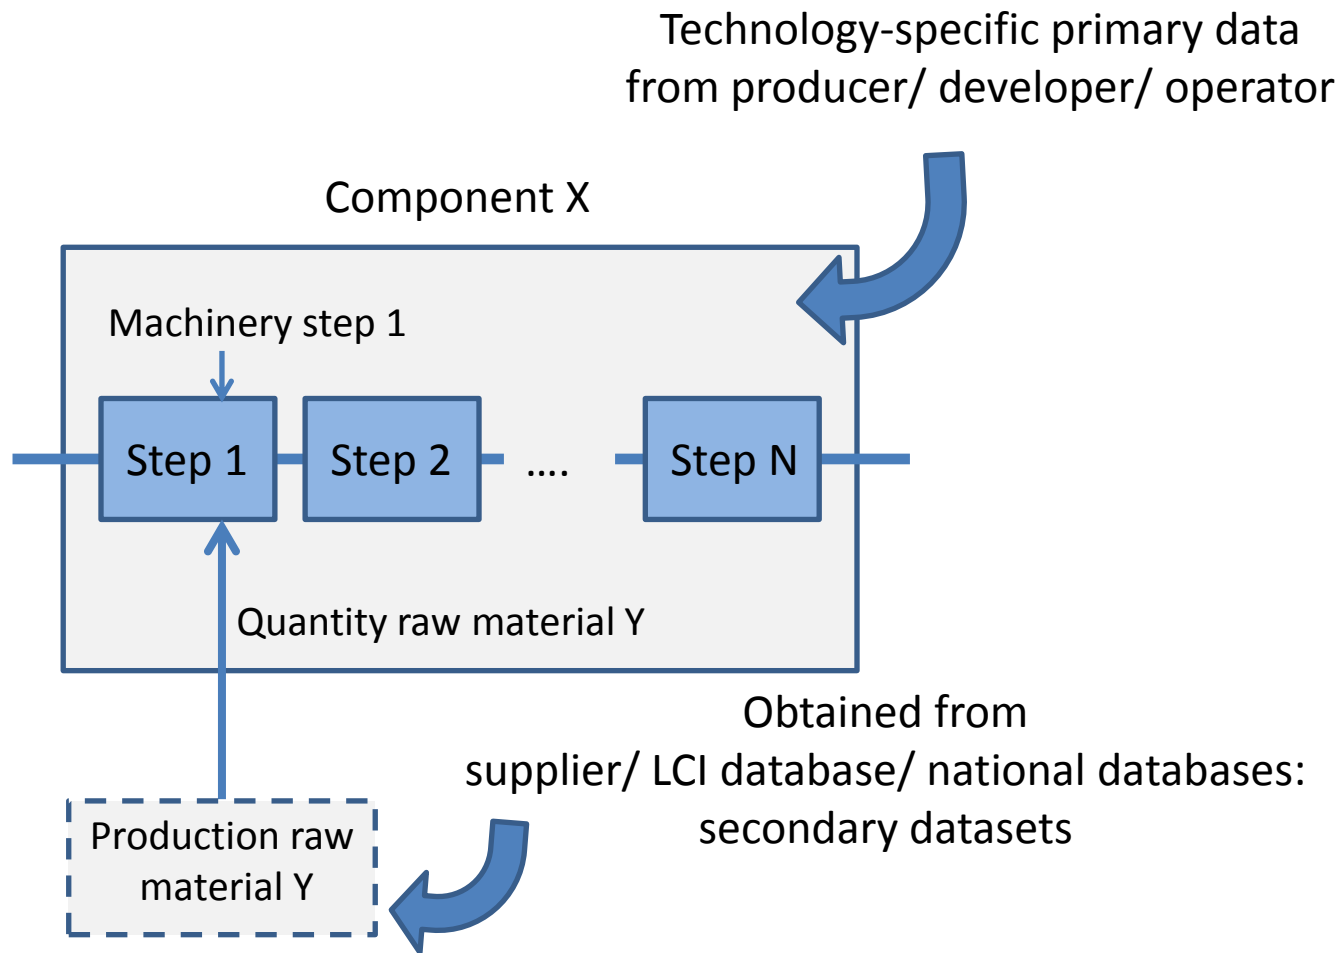 Technology-specific primary data
from producer/ developer/ operator
Component X
Machinery step 1
Step 1
Step 2
....
Step N
Quantity raw material Y
Obtained from
supplier/ LCI database/ national databases:
secondary datasets
Production raw
material Y